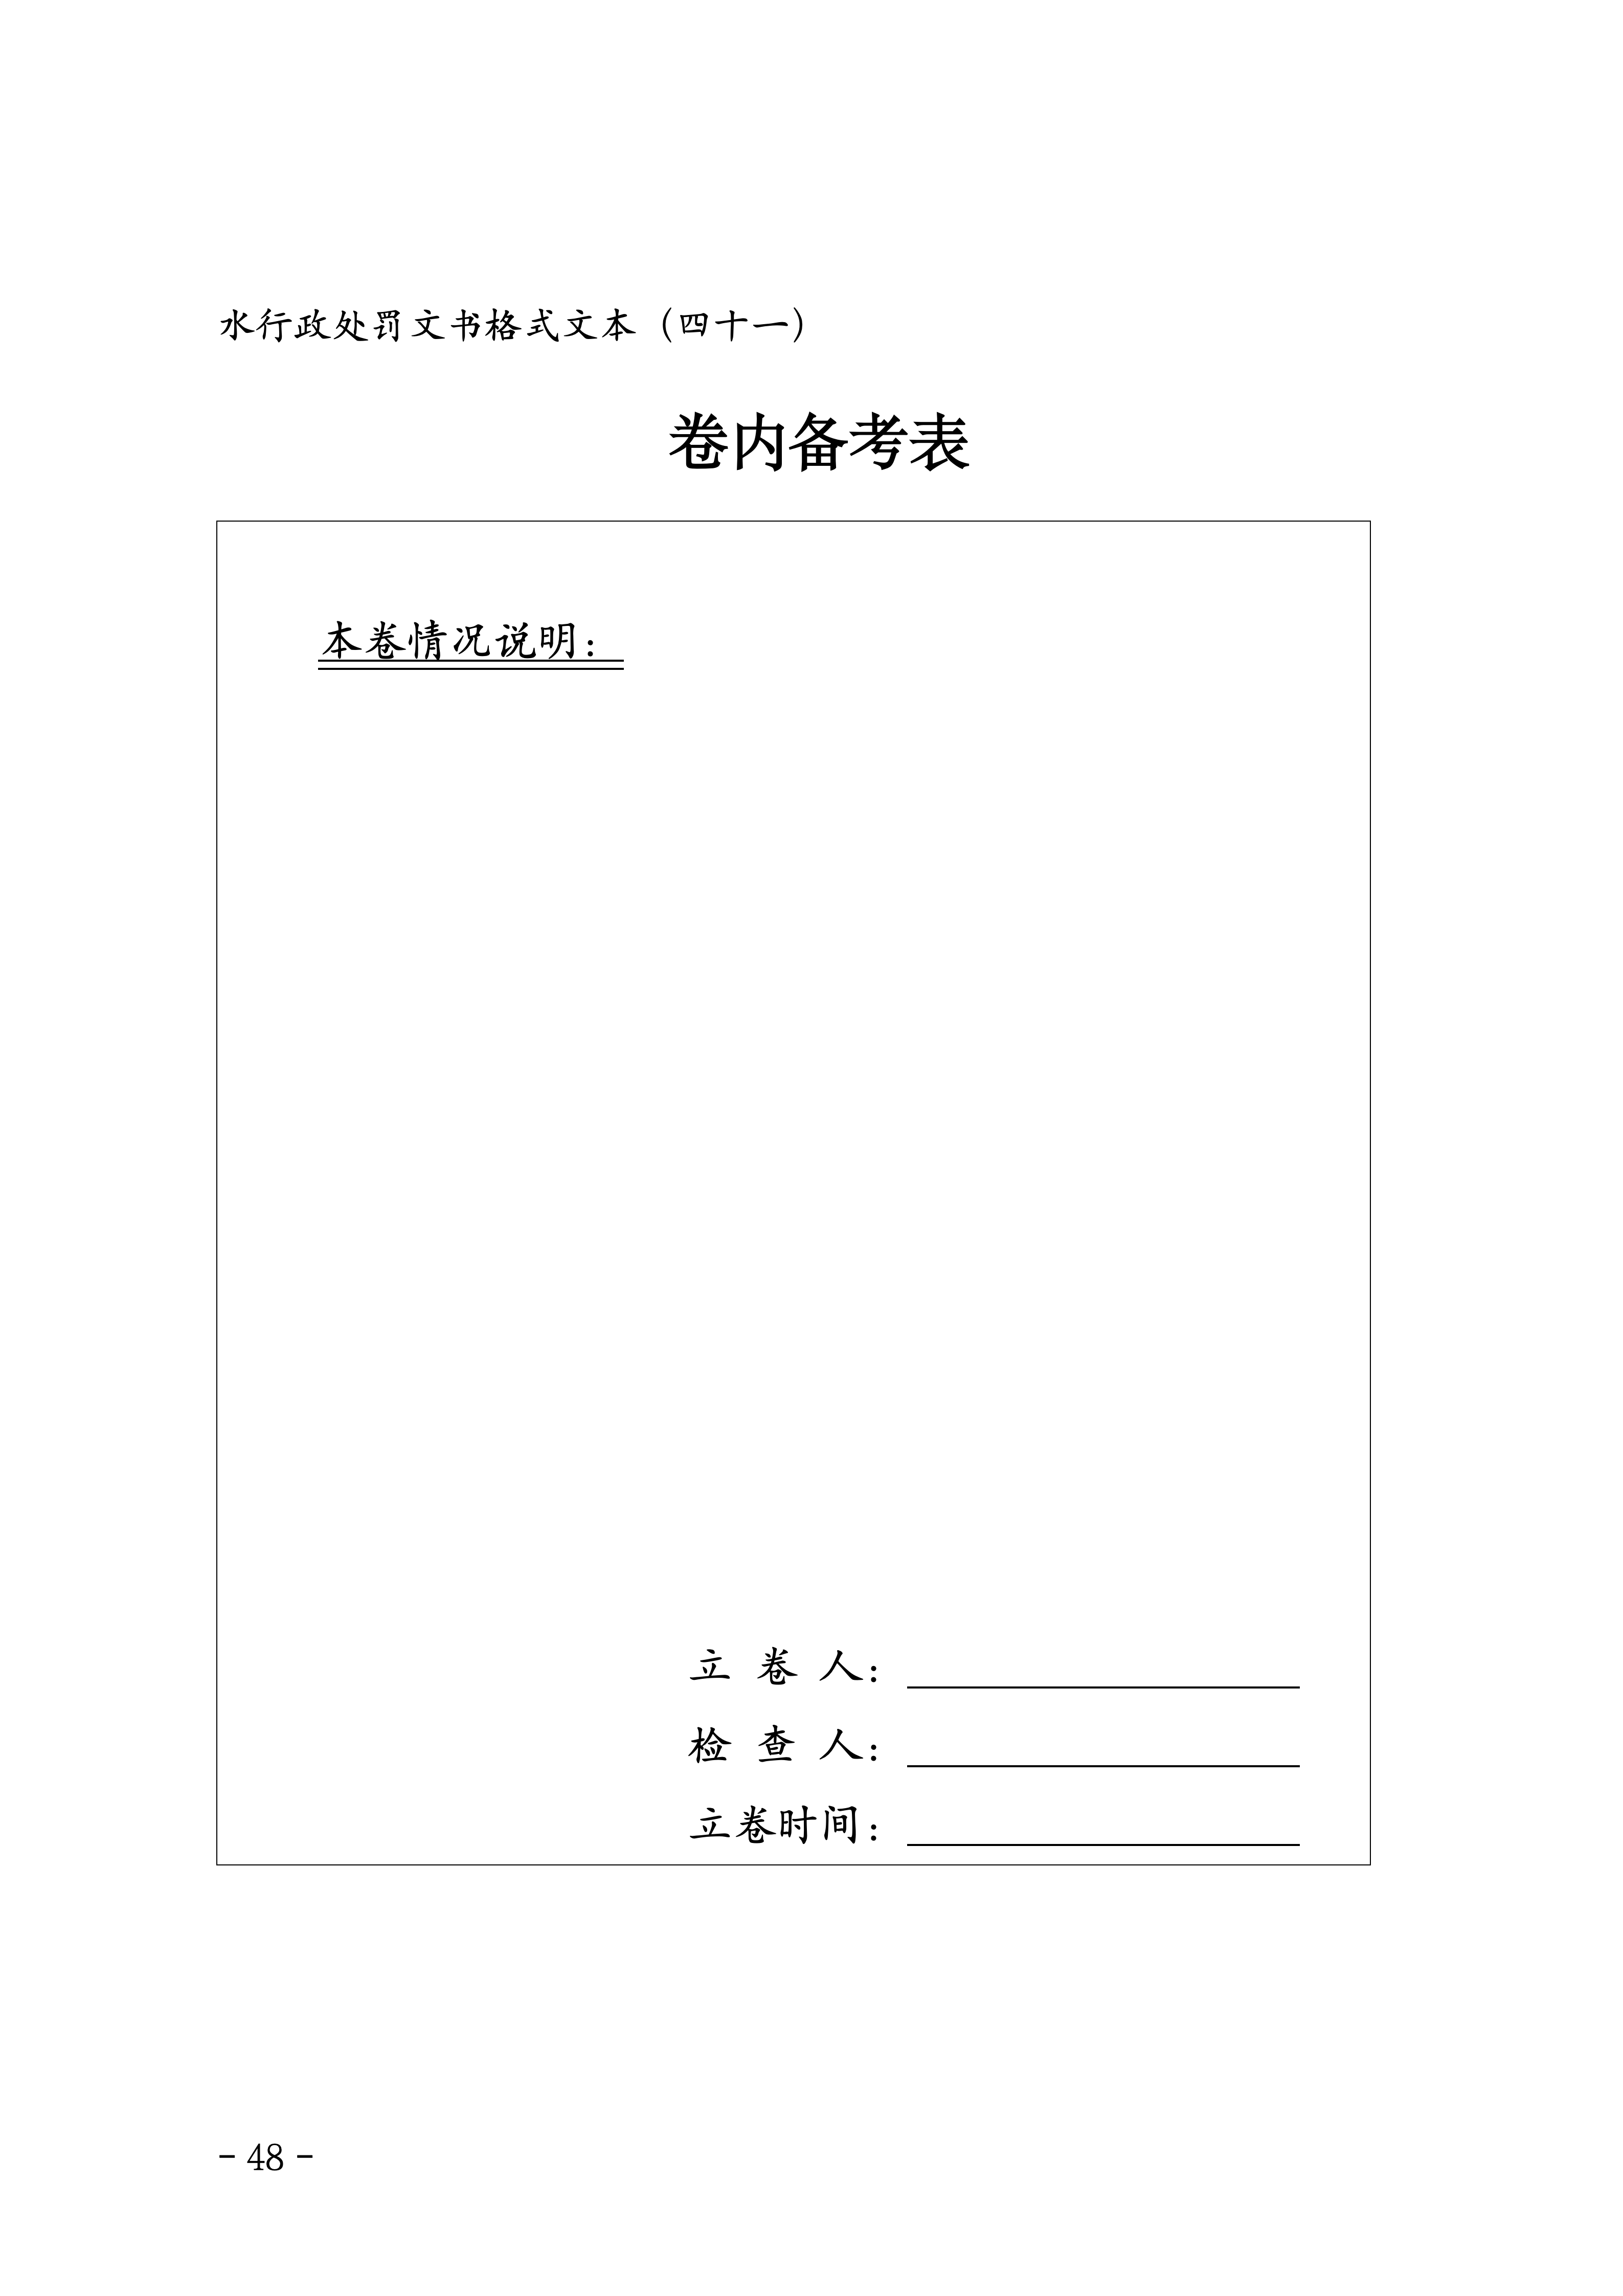 水行政处罚文书格式文本（四十一）
卷内备考表
本卷情况说明：
立 卷 人：
检 查 人：
立卷时间：
- 48 -